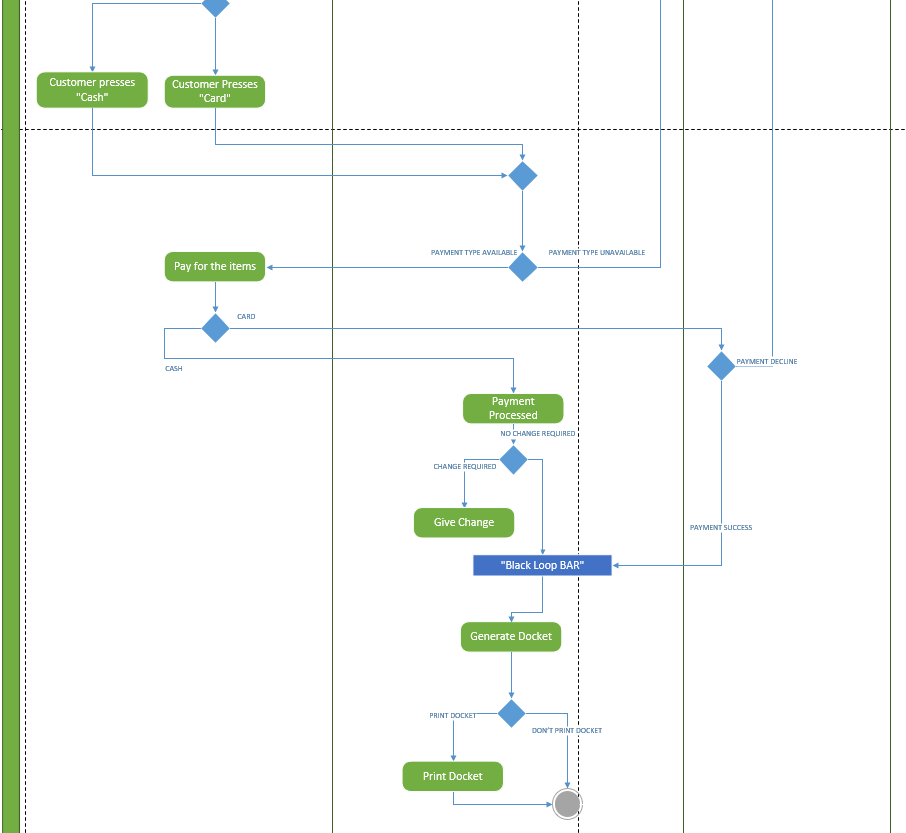 Customer presses
"Cash"
Customer Presses
"Card"
PAYMENT TYPE AVAILABLE
PAYMENT TYPE UNAVAILABLE
Pay for the items
CARD
CASH
PAYMENT DECLINE
Payment
Processed
NO CHANGE REQUIRED
CHANGE REQUIRED
Give Change
PAYMENT SUCCESS
"Black Loop BAR"
Generate Docket
PRINT DOCKET
DON'T PRINT DOCKET
Print Docket